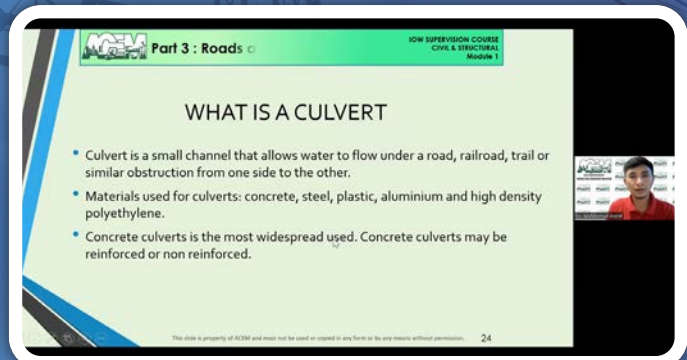 ACEM
Part 3 : Roads
IOW SUPERVISION COURSE
CIVIL & STRUCTURAL
Module 1
WHAT IS A CULVERT
• Culvert is a small channel that allows water to flow under a road, railroad, trail or
similar obstruction from one side to the other.
• Materials used for culverts: concrete, steel, plastic, aluminium and high density
polyethylene.
• Concrete culverts is the most widespread used. Concrete culverts may be
reinforced or non reinforced.
This slide is property of ACEM and must not be used or copied in any form or by any means without permission.
24